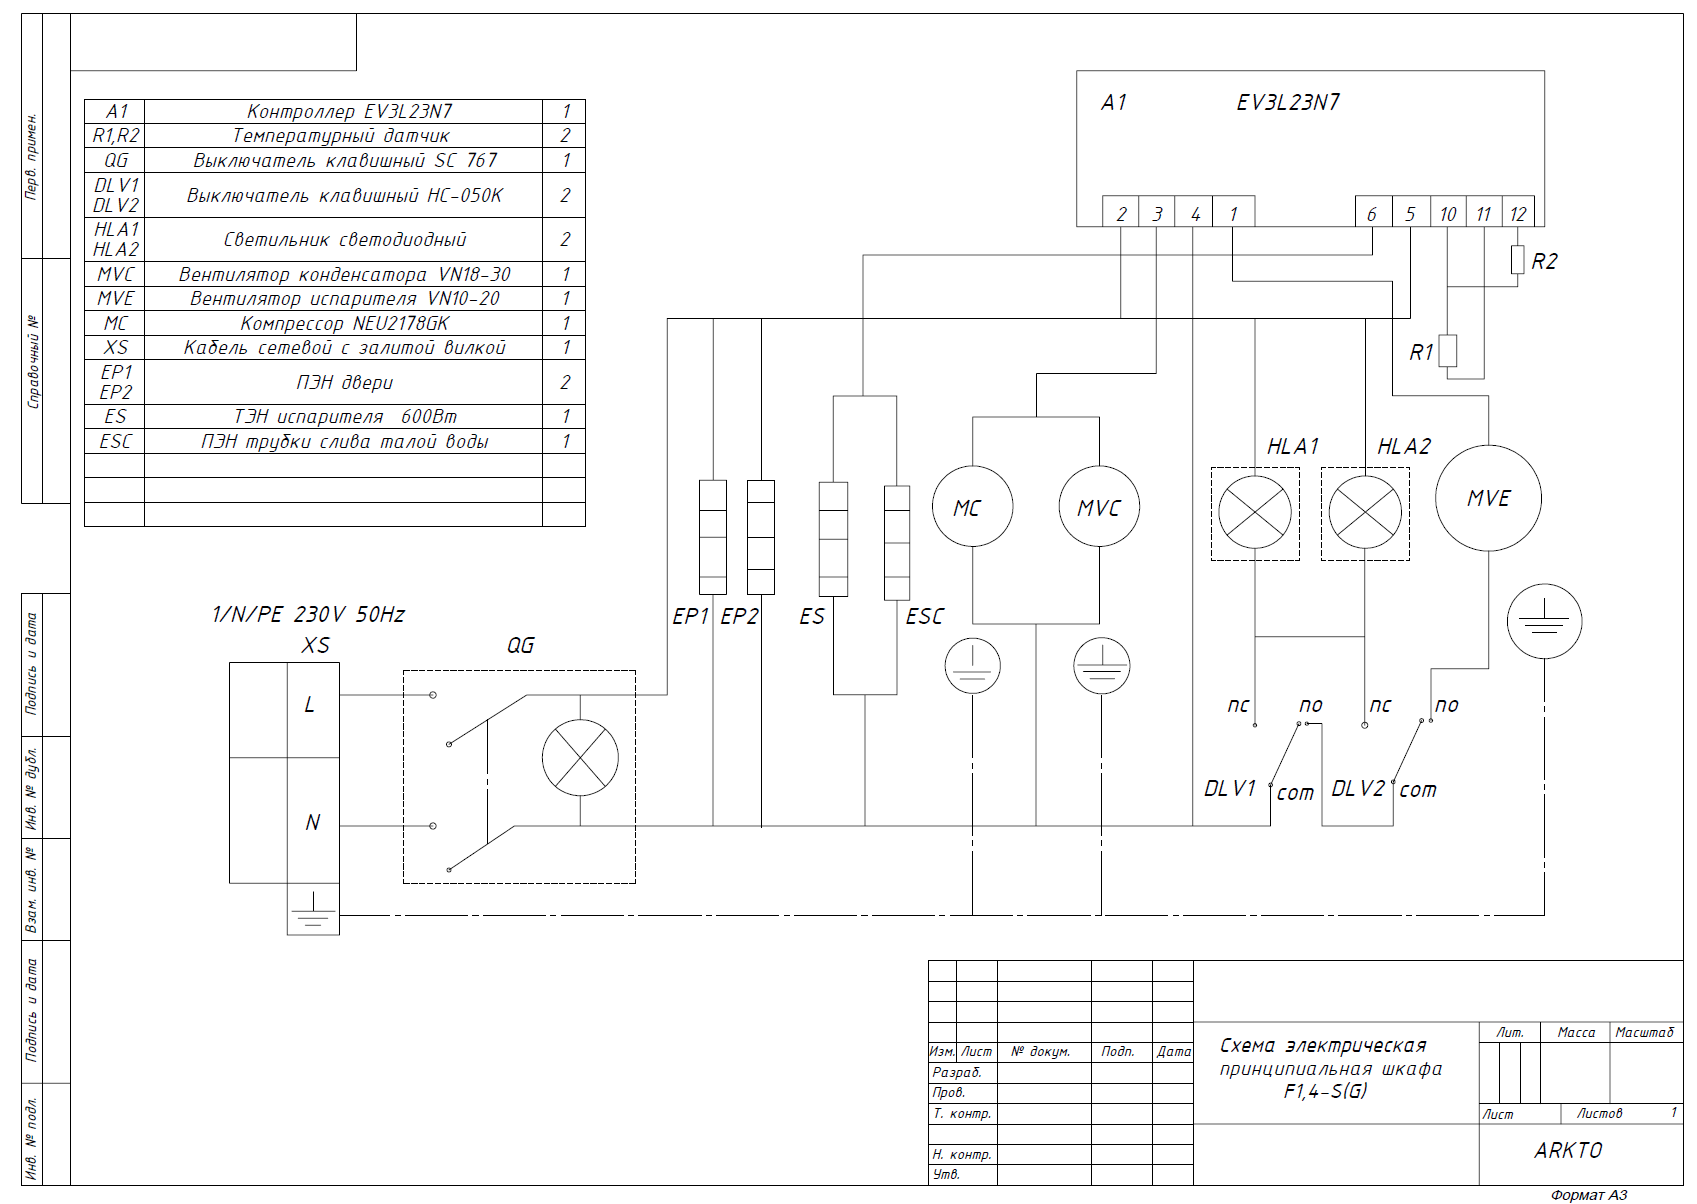 Перв. примен.
Справочный №
Подпись и дата
Инв. № дубл.
Взам. инв. №
Подпись и дата
Инв. № подл.
A1 Контроллер EV3L23N7 1
R1,R2 Температурный датчик 2
QG Выключатель клавишный SC 767 1
DLV1
DLV2
Выключатель клавишный НС-050К 2
HLA1
HLA2
Светильник светодиодный 2
MVC Вентилятор конденсатора VN18-30 1
MVE Вентилятор испарителя VN10-20 1
MC Компрессор NEU2178GK 1
XS Кабель сетевой с залитой вилкой 1
EP1
EP2
ПЭН двери 2
ES ТЭН испарителя 600Вт 1
ESC ПЭН трубки слива талой воды 1
A1 EV3L23N7
2 3 4 1 6 5 10 11 12
R2
R1
HLA1 HLA2
MC MVC MVE
EP1 EP2 ES ESC
1/N/PE 230V 50Hz
XS QG
L
N
nc no nc no
DLV1 com DLV2 com
Изм. Лист № докум. Подп. Дата
Разраб.
Пров.
Т. контр.
Н. контр.
Утв.
Схема электрическая
принципиальная шкафа
F1,4-S(G)
Лит. Масса Масштаб
Лист Листов 1
ARKTO
Формат А3